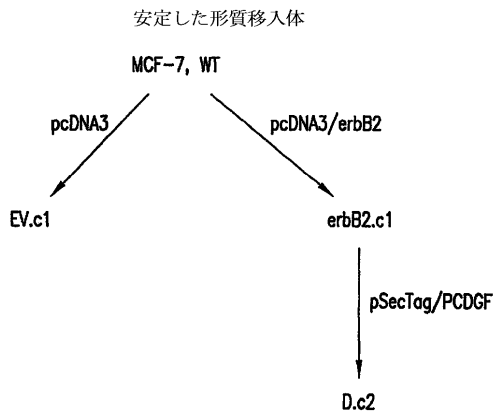 安定した形質移入体
MCF-7, WT
pcDNA3
pcDNA3/erbB2
EV.c1
erbB2.c1
pSecTag/PCDGF
D.c2